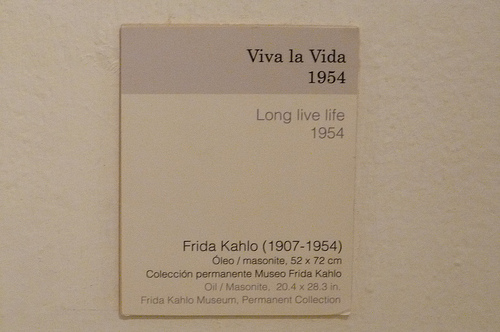 Viva la Vida
1954
Long live life
1954
Frida Kahlo (1907-1954)
Óleo / masonite, 52 x 72 cm
Colección permanente Museo Frida Kahlo
Oil / Masonite, 20.4 x 28.3 in.
Frida Kahlo Museum, Permanent Collection